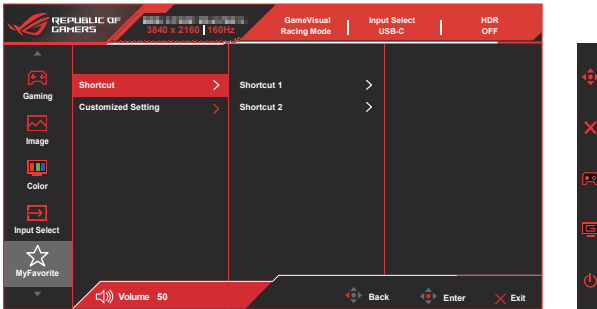 REPUBLIC OF
GAMERS
3840 x 2160 160Hz
GameVisual
Racing Mode
Input Select
USB-C
HDR
OFF
Gaming
Image
Color
Input Select
MyFavorite
Shortcut
Customized Setting
Shortcut 1
Shortcut 2
Volume 50
Back
Enter
Exit